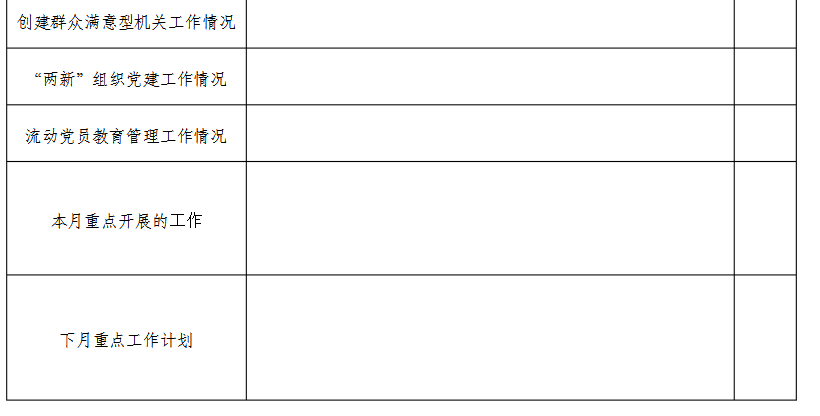 创建群众满意型机关工作情况
“两新”组织党建工作情况
流动党员教育管理工作情况
本月重点开展的工作
下月重点工作计划